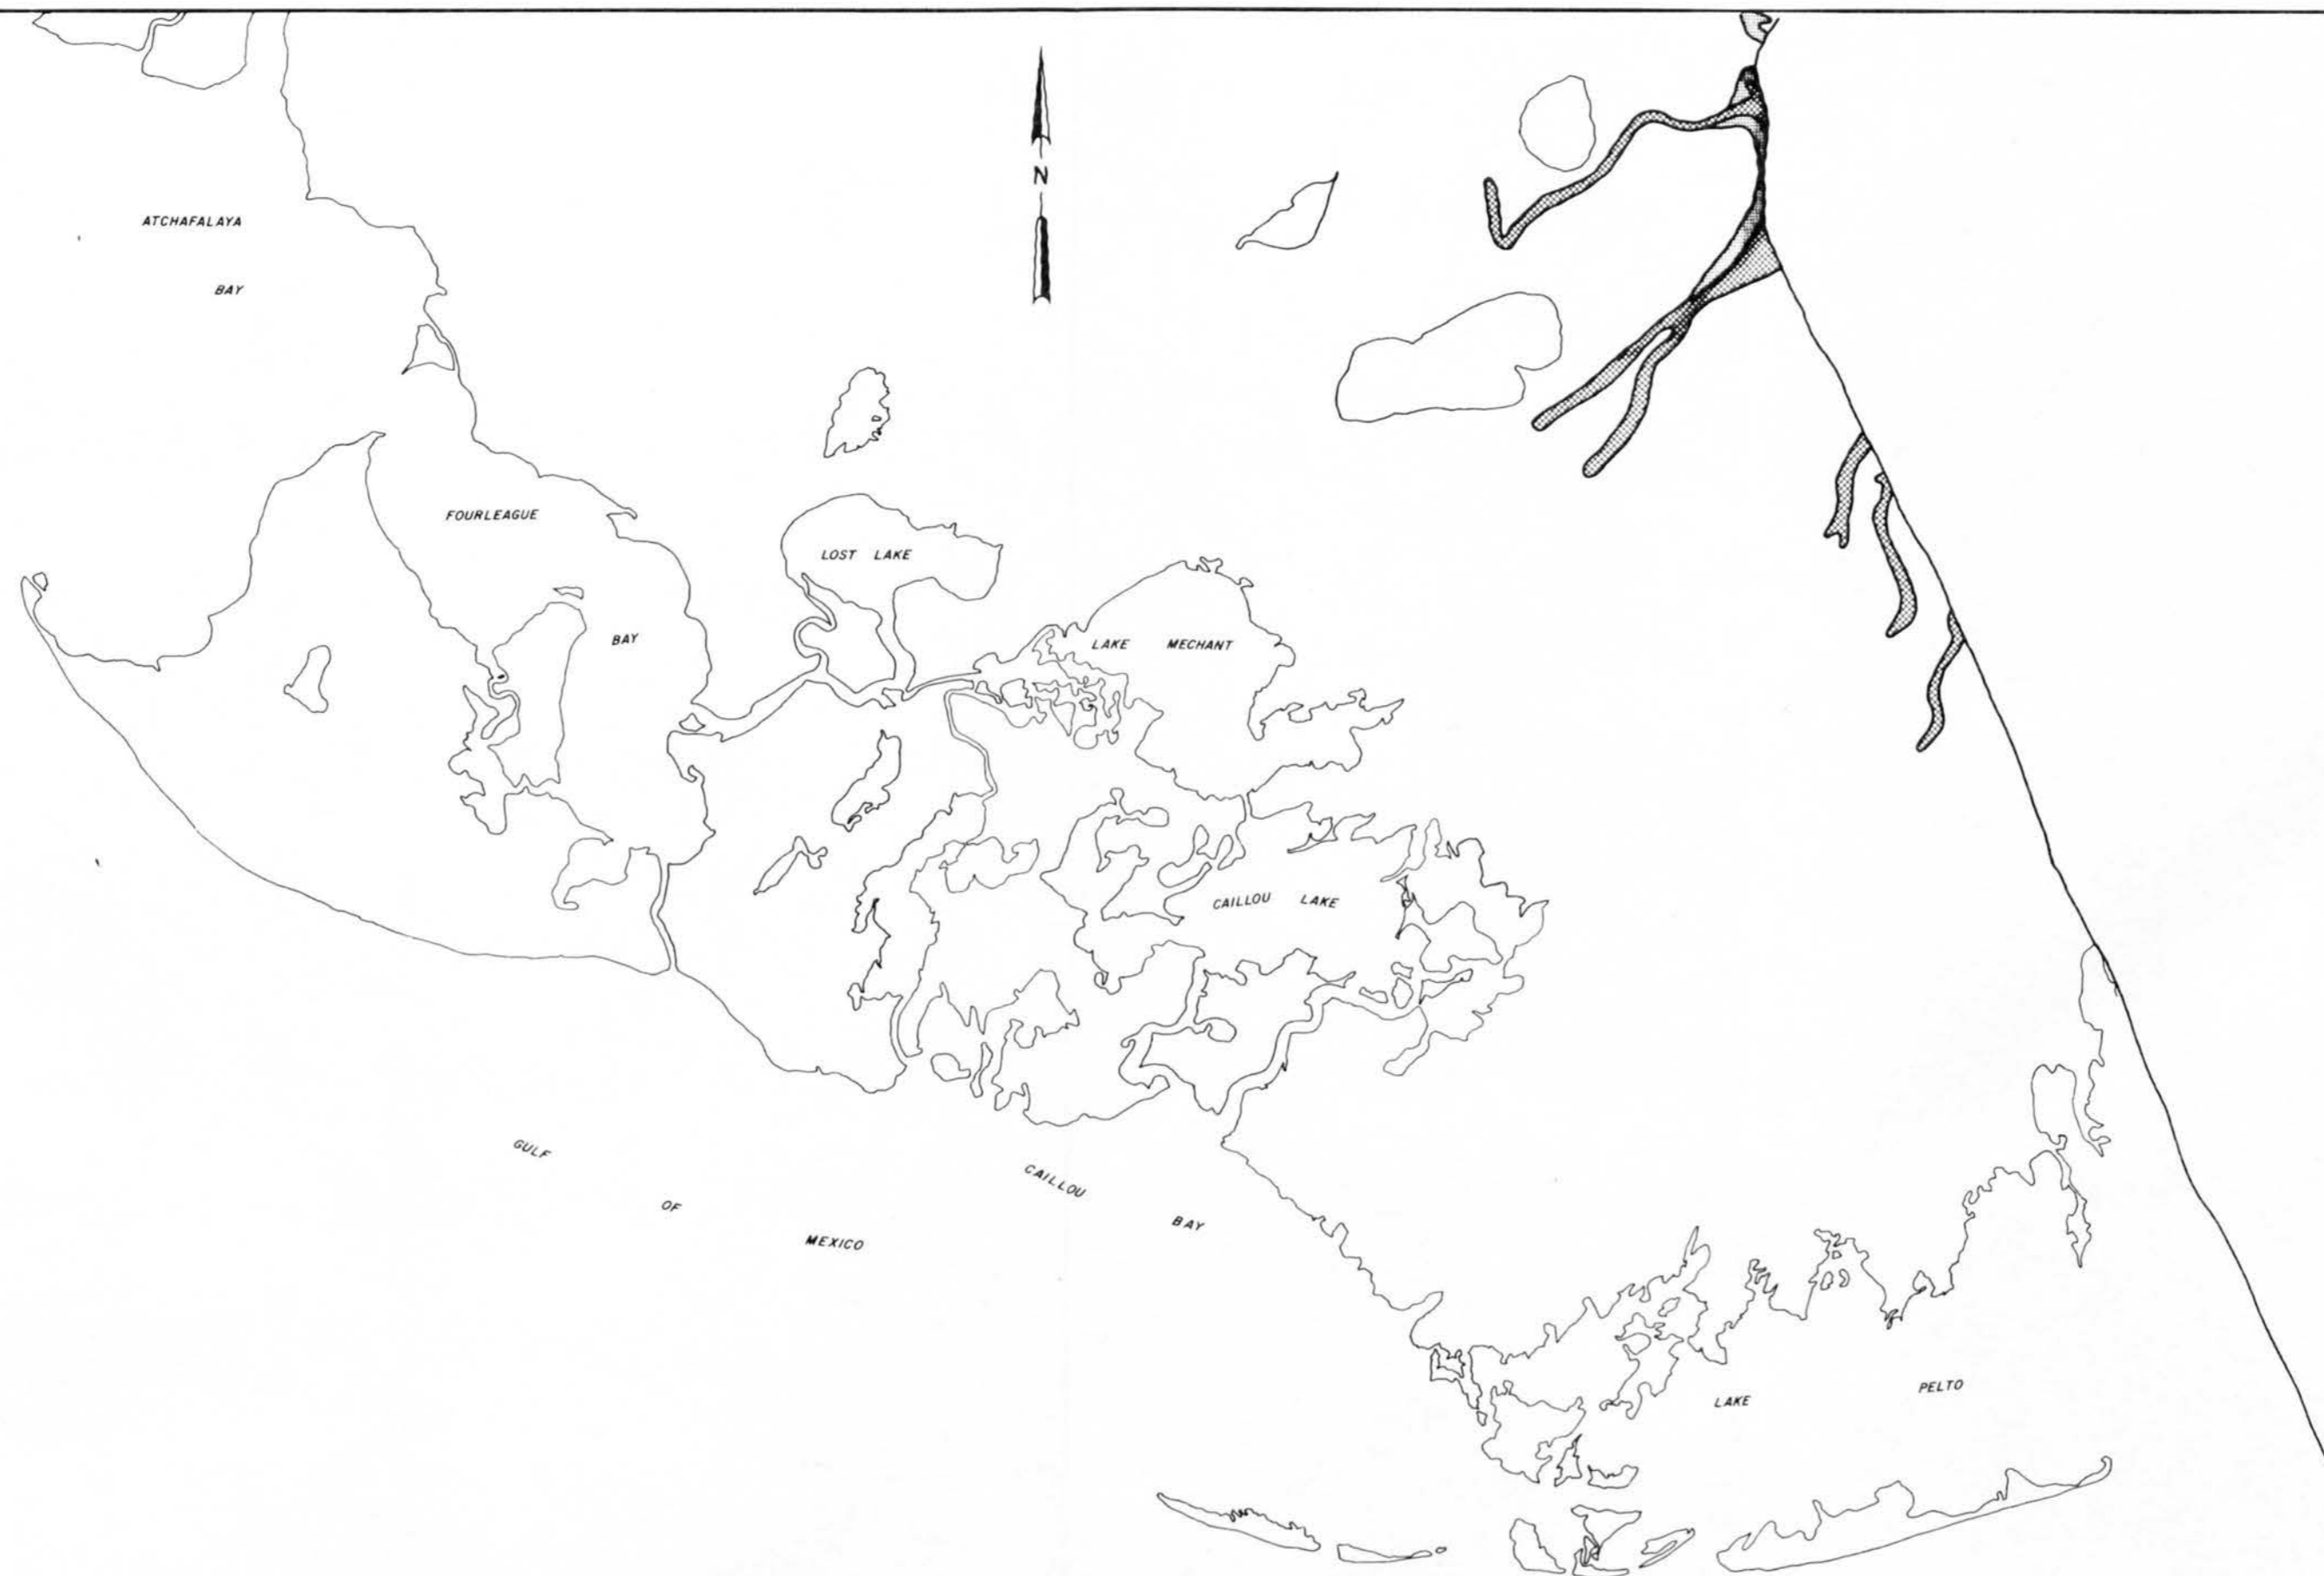 N
ATCHAFALAYA
BAY
FOURLEAGUE
BAY
LOST LAKE
LAKE MECHANT
CAILLOU LAKE
GULF
OF
MEXICO
CAILLOU
BAY
LAKE
PELTO